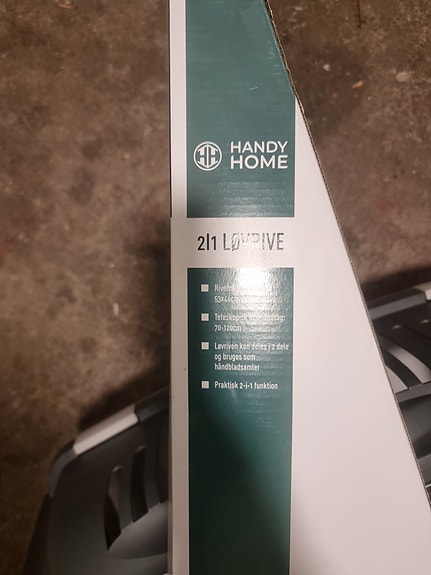 HANDY
HOME
2I1 LØVRIVE
70-120cm)
Løvriven kan deles i 2 dele
og bruges som
håndbladsamler
Praktisk 2-i-1 funktion